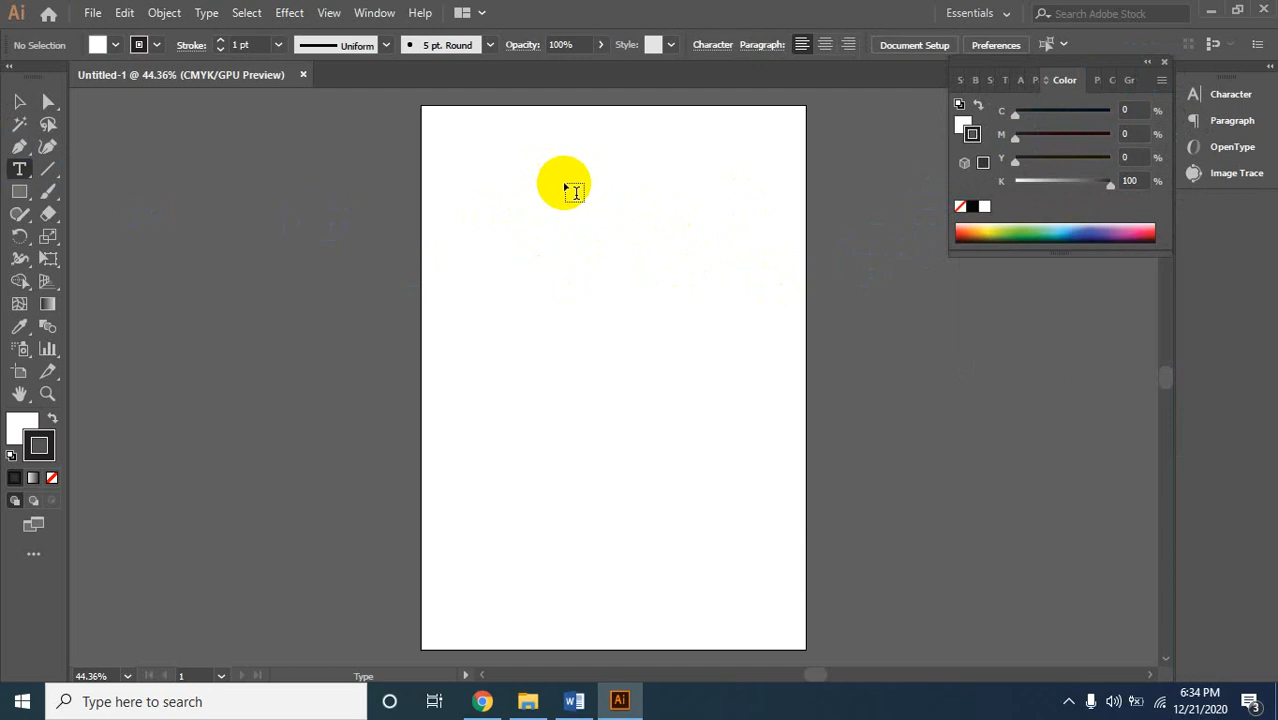 Ai File Edit Object Type Select Effect View Window Help Essentials Search Adobe Stock
No Selection Stroke: 1 pt Uniform 5 pt. Round Opacity: 100% Style: Character Paragraph: Document Setup Preferences
Untitled-1 @ 44.36% (CMYK/GPU Preview)
S B S T A P Color P C Gr
Character
C 0 %
Paragraph
M 0 %
OpenType
Y 0 %
Image Trace
K 100 %
44.36% 1 Type
Type here to search
Ai
6:34 PM
12/21/2020
3